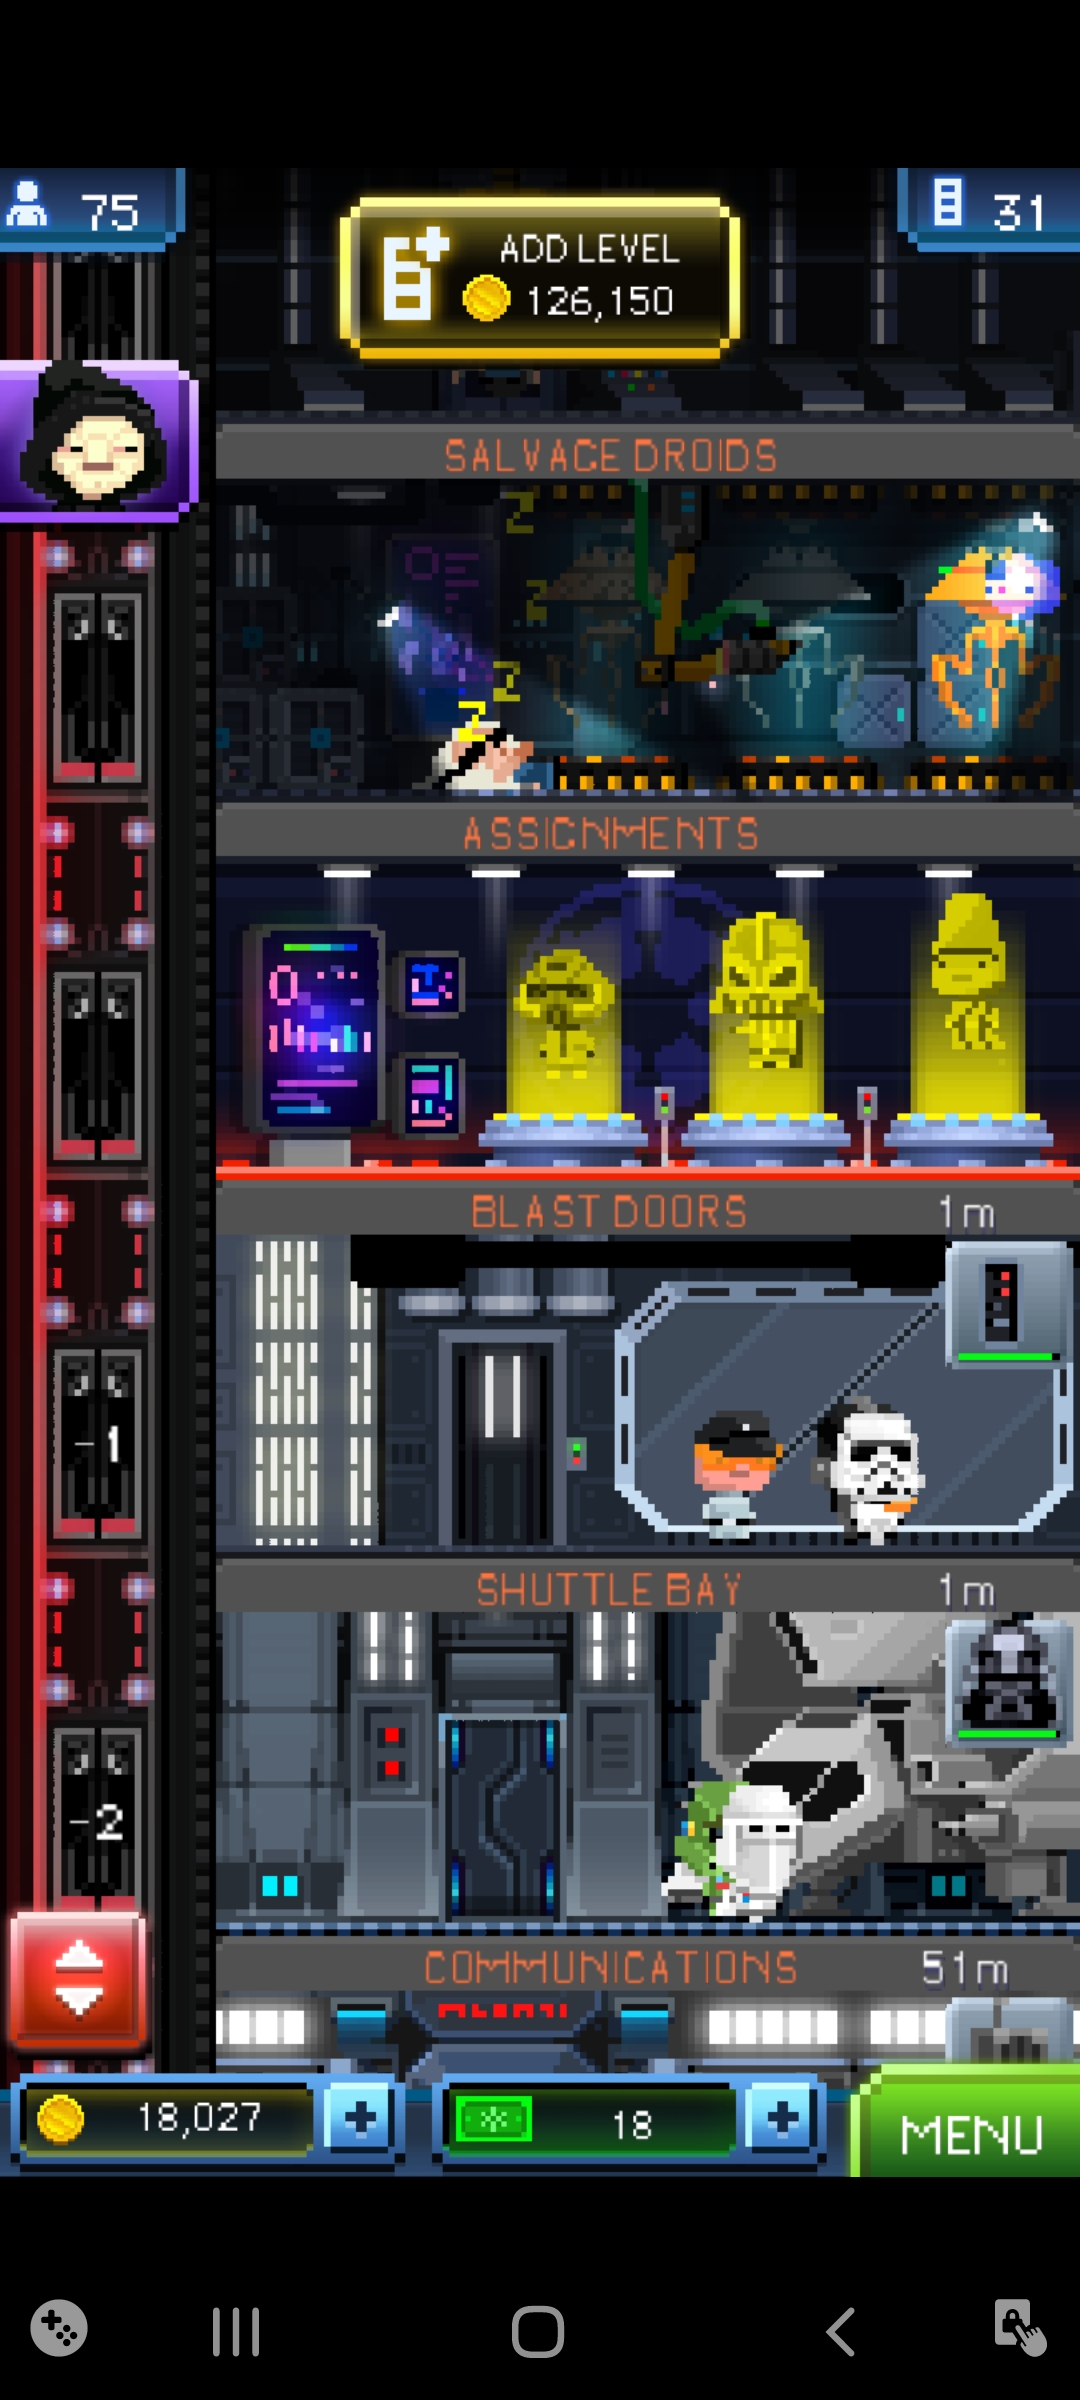 75
31
ADD LEVEL
126,150
SALVAGE DROIDS
Z
Z
Z
Z
ASSIGNMENTS
BLAST DOORS 1m
-1
SHUTTLE BAY 1m
-2
COMMUNICATIONS 51m
18,027
18
MENU